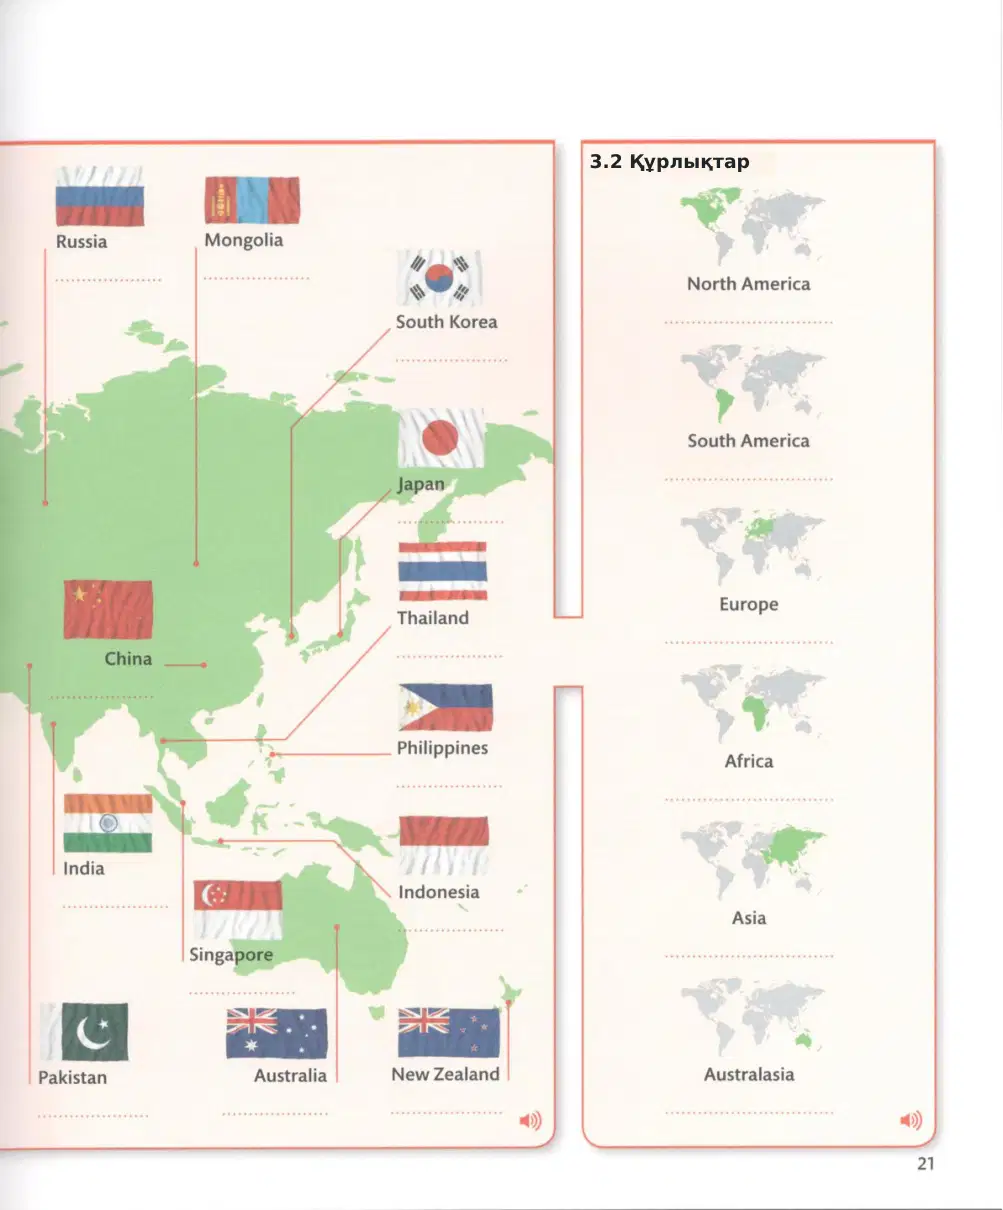 Russia
Mongolia
South Korea
Japan
Thailand
China
Philippines
India
Indonesia
Singapore
Pakistan
Australia
New Zealand
3.2 Құрлықтар
North America
South America
Europe
Africa
Asia
Australasia
21